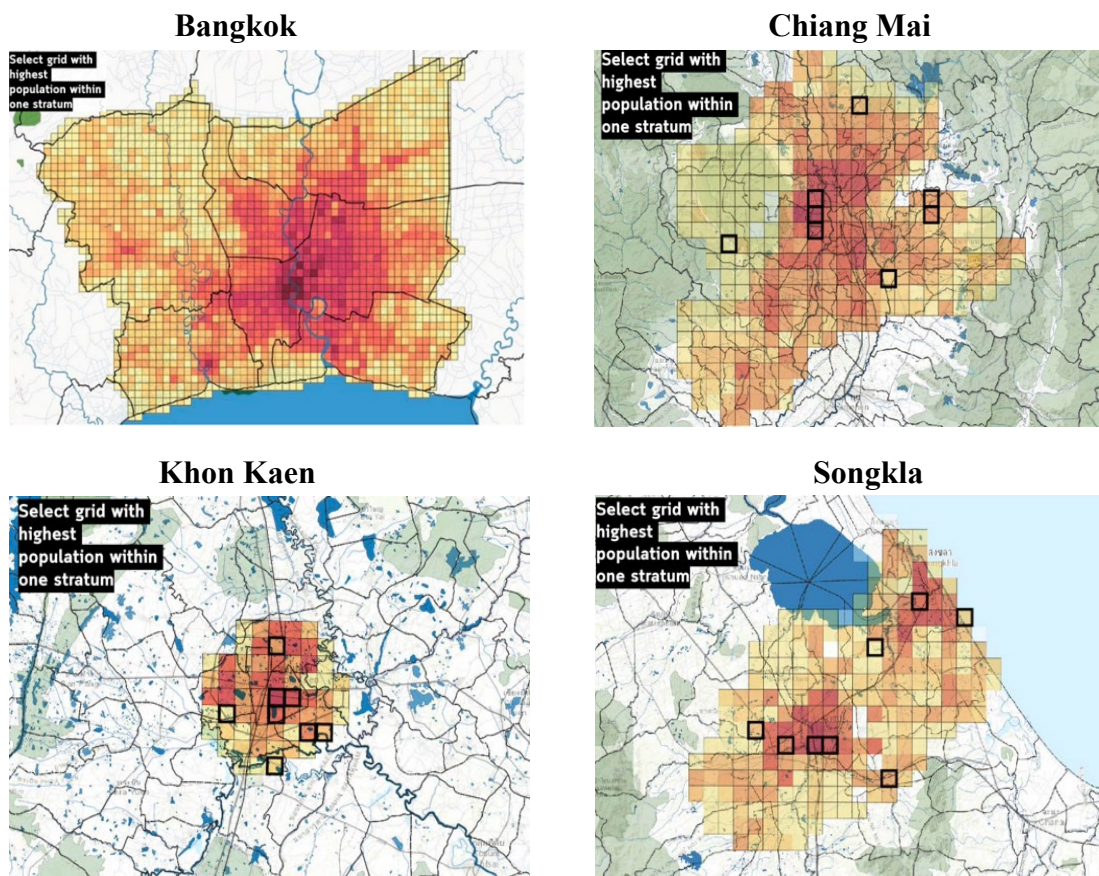 Bangkok
Chiang Mai
Select grid with
highest
population within
one stratum
Select grid with
highest
population within
one stratum
Khon Kaen
Songkla
Select grid with
highest
population within
one stratum
Select grid with
highest
population within
one stratum